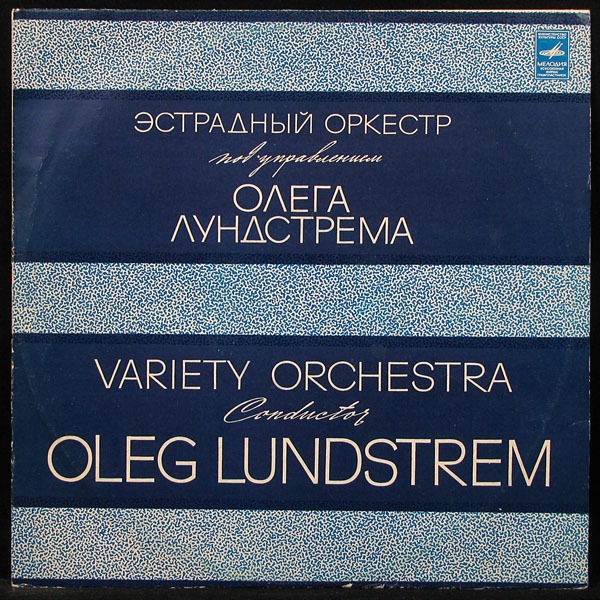 МЕЛОДИЯ
ЭСТРАДНЫЙ ОРКЕСТР
под управлением
ОЛЕГА
ЛУНДСТРЕМА
VARIETY ORCHESTRA
Conductor
OLEG LUNDSTREM